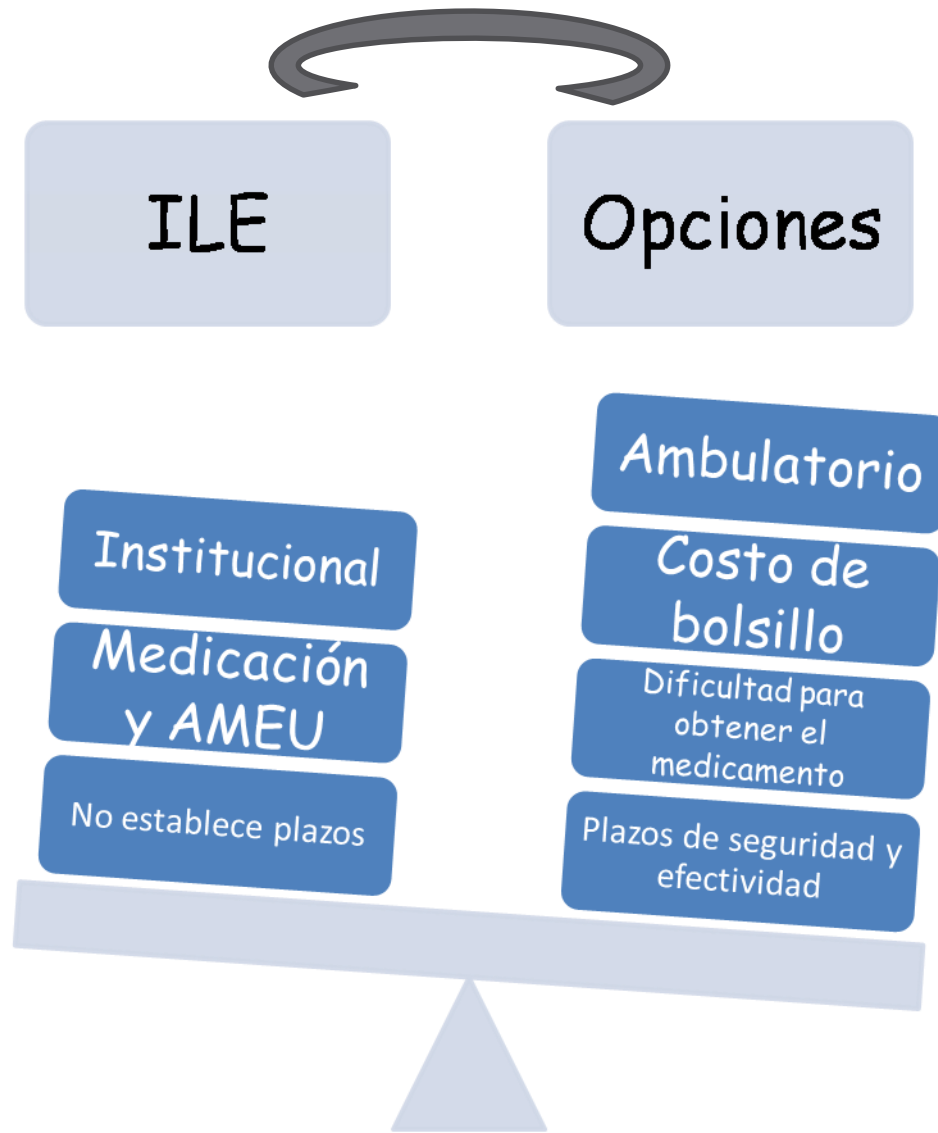 ILE
Opciones
Institucional
Medicación
y AMEU
No establece plazos
Ambulatorio
Costo de
bolsillo
Dificultad para
obtener el
medicamento
Plazos de seguridad y
efectividad